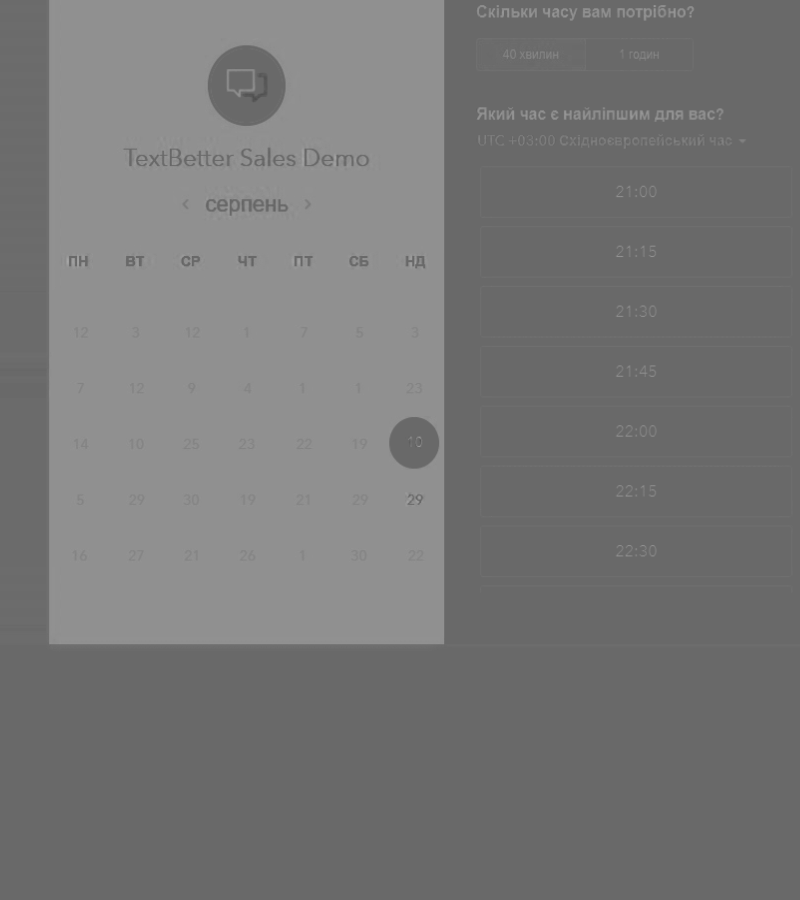 TextBetter Sales Demo
‹ серпень ›
ПН ВТ СР ЧТ ПТ СБ НД
12 3 12 1 7 5 3
7 12 9 4 1 1 23
14 10 25 23 22 19 10
5 29 30 19 21 29 29
16 27 21 26 1 30 22
Скільки часу вам потрібно?
40 хвилин 1 годин
Який час є найліпшим для вас?
UTC +03:00 Східноєвропейський час
21:00
21:15
21:30
21:45
22:00
22:15
22:30